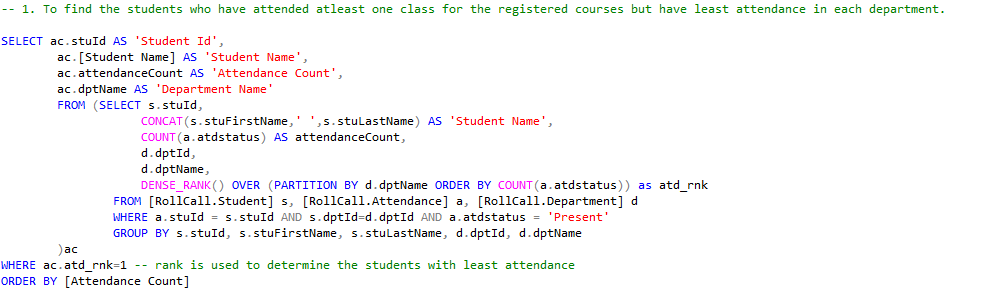 -- 1. To find the students who have attended atleast one class for the registered courses but have least attendance in each department.
SELECT ac.stuId AS 'Student Id',
ac.[Student Name] AS 'Student Name',
ac.attendanceCount AS 'Attendance Count',
ac.dptName AS 'Department Name'
FROM (SELECT s.stuId,
CONCAT(s.stuFirstName,' ',s.stuLastName) AS 'Student Name',
COUNT(a.atdstatus) AS attendanceCount,
d.dptId,
d.dptName,
DENSE_RANK() OVER (PARTITION BY d.dptName ORDER BY COUNT(a.atdstatus)) as atd_rnk
FROM [RollCall.Student] s, [RollCall.Attendance] a, [RollCall.Department] d
WHERE a.stuId = s.stuId AND s.dptId=d.dptId AND a.atdstatus = 'Present'
GROUP BY s.stuId, s.stuFirstName, s.stuLastName, d.dptId, d.dptName
)ac
WHERE ac.atd_rnk=1 -- rank is used to determine the students with least attendance
ORDER BY [Attendance Count]